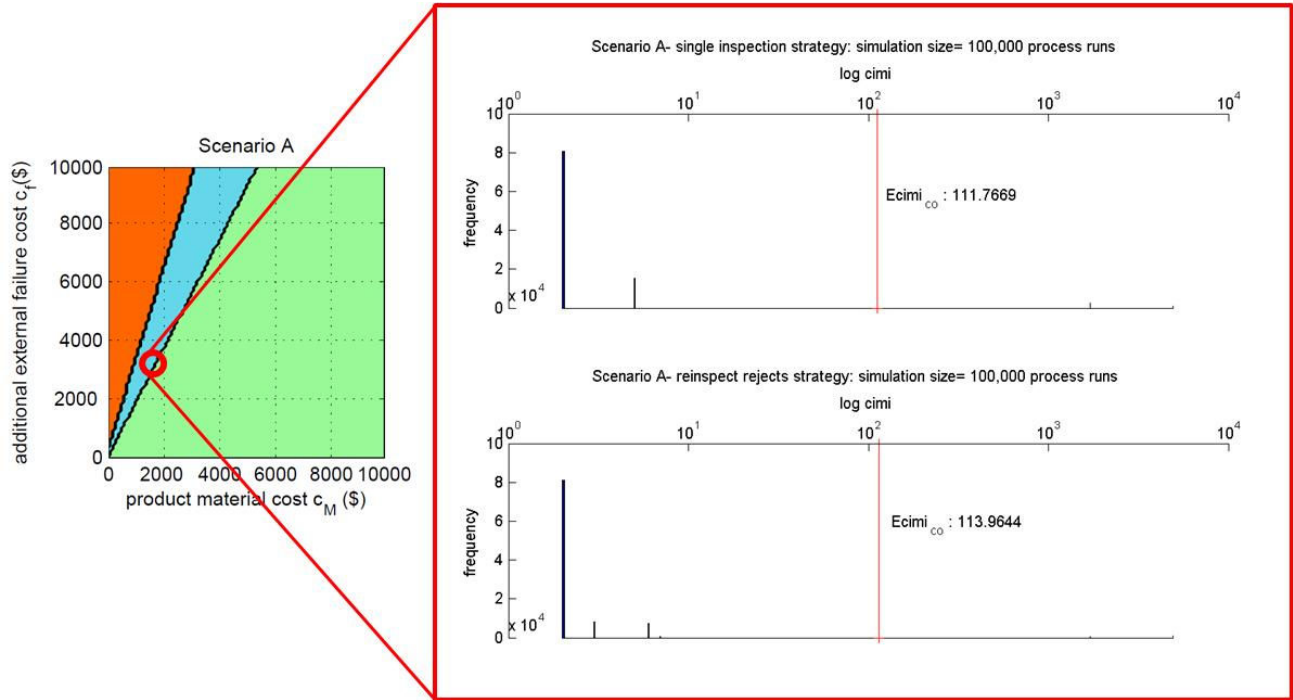 Scenario A
additional external failure cost c_f($)
10000
8000
6000
4000
2000
0
0 2000 4000 6000 8000 10000
product material cost c_M ($)
Scenario A- single inspection strategy: simulation size= 100,000 process runs
log cimi
10^0 10^1 10^2 10^3 10^4
frequency
10
8
6
4
2
0
x 10^4
Ecimi_co : 111.7669
Scenario A- reinspect rejects strategy: simulation size= 100,000 process runs
log cimi
10^0 10^1 10^2 10^3 10^4
frequency
10
8
6
4
2
0
x 10^4
Ecimi_co : 113.9644